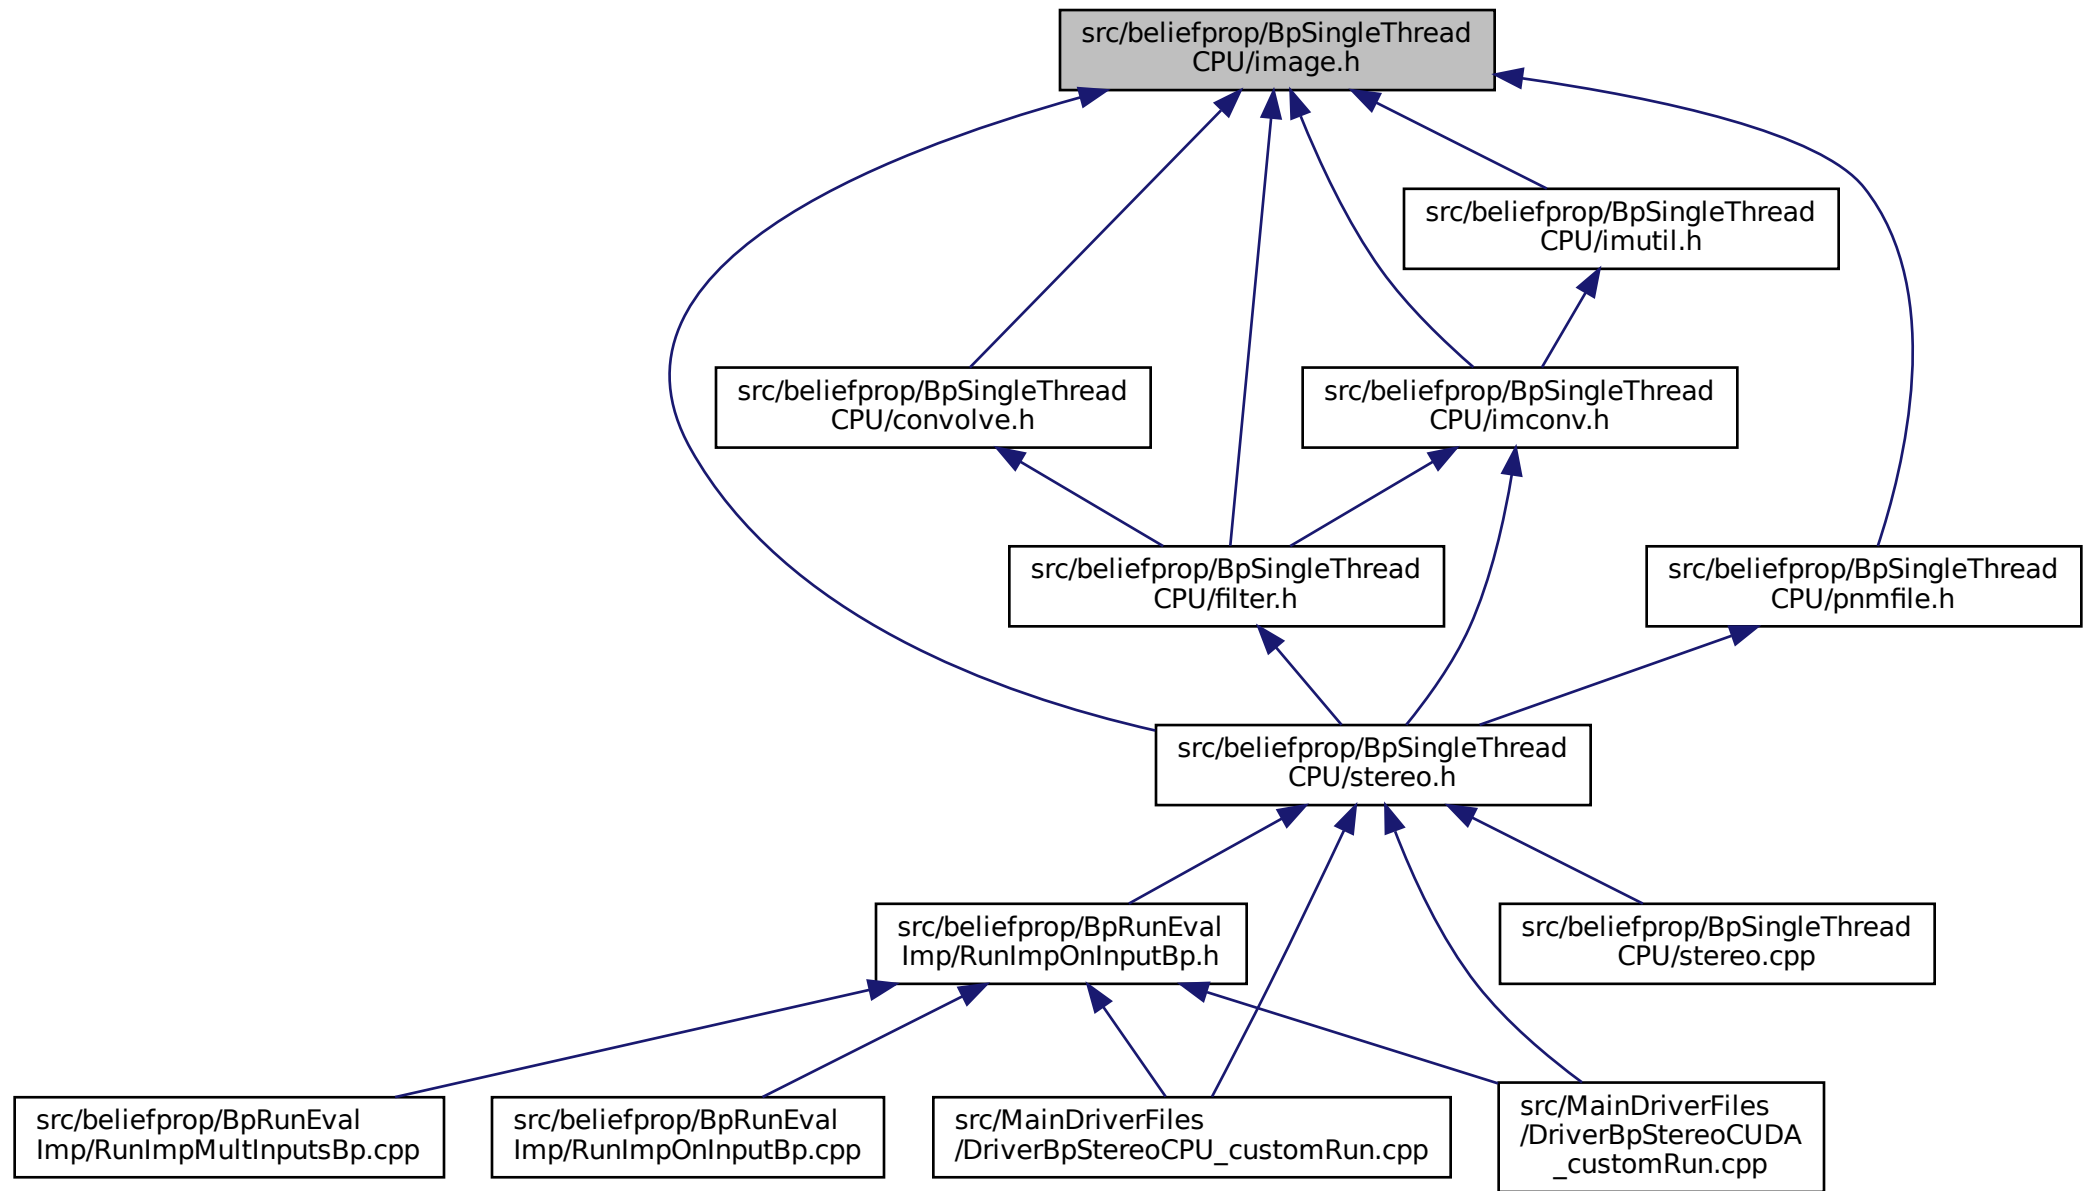 src/beliefprop/BpSingleThread
CPU/image.h
src/beliefprop/BpSingleThread
CPU/imutil.h
src/beliefprop/BpSingleThread
CPU/convolve.h
src/beliefprop/BpSingleThread
CPU/imconv.h
src/beliefprop/BpSingleThread
CPU/filter.h
src/beliefprop/BpSingleThread
CPU/pnmfile.h
src/beliefprop/BpSingleThread
CPU/stereo.h
src/beliefprop/BpRunEval
Imp/RunImpOnInputBp.h
src/beliefprop/BpSingleThread
CPU/stereo.cpp
src/beliefprop/BpRunEval
Imp/RunImpMultInputsBp.cpp
src/beliefprop/BpRunEval
Imp/RunImpOnInputBp.cpp
src/MainDriverFiles
/DriverBpStereoCPU_customRun.cpp
src/MainDriverFiles
/DriverBpStereoCUDA
_customRun.cpp